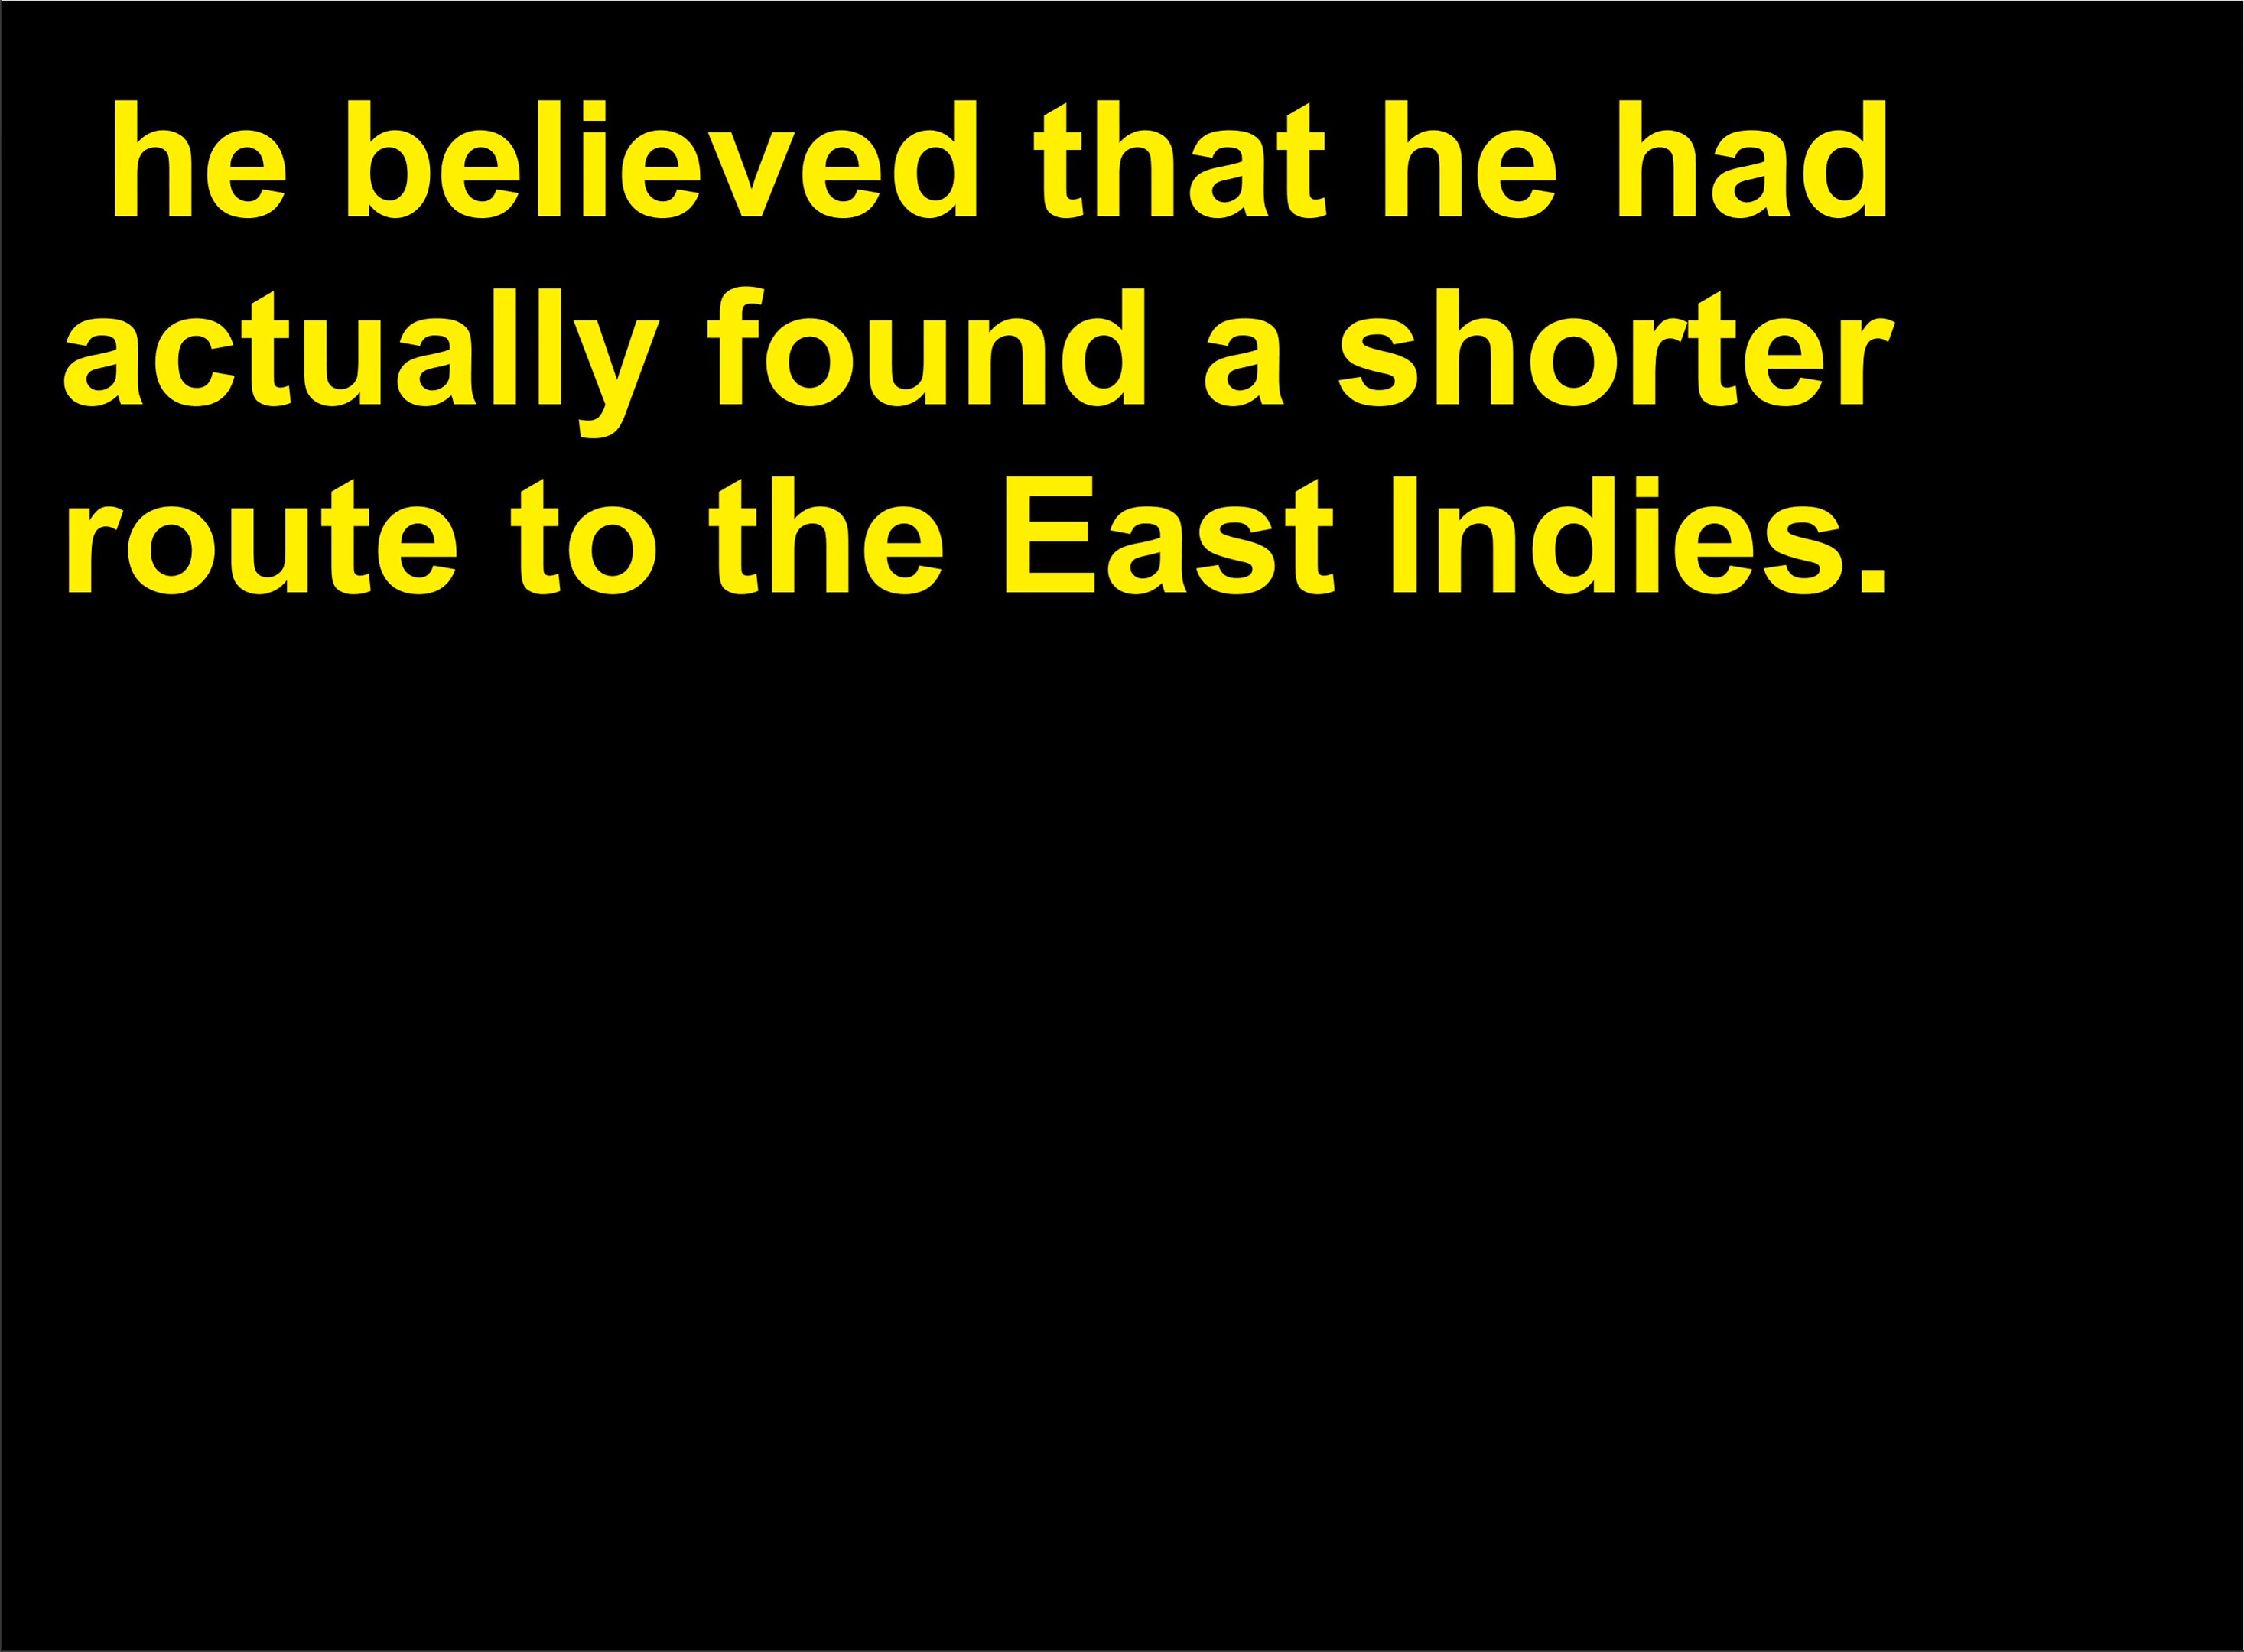 he believed that he had
actually found a shorter
route to the East Indies.